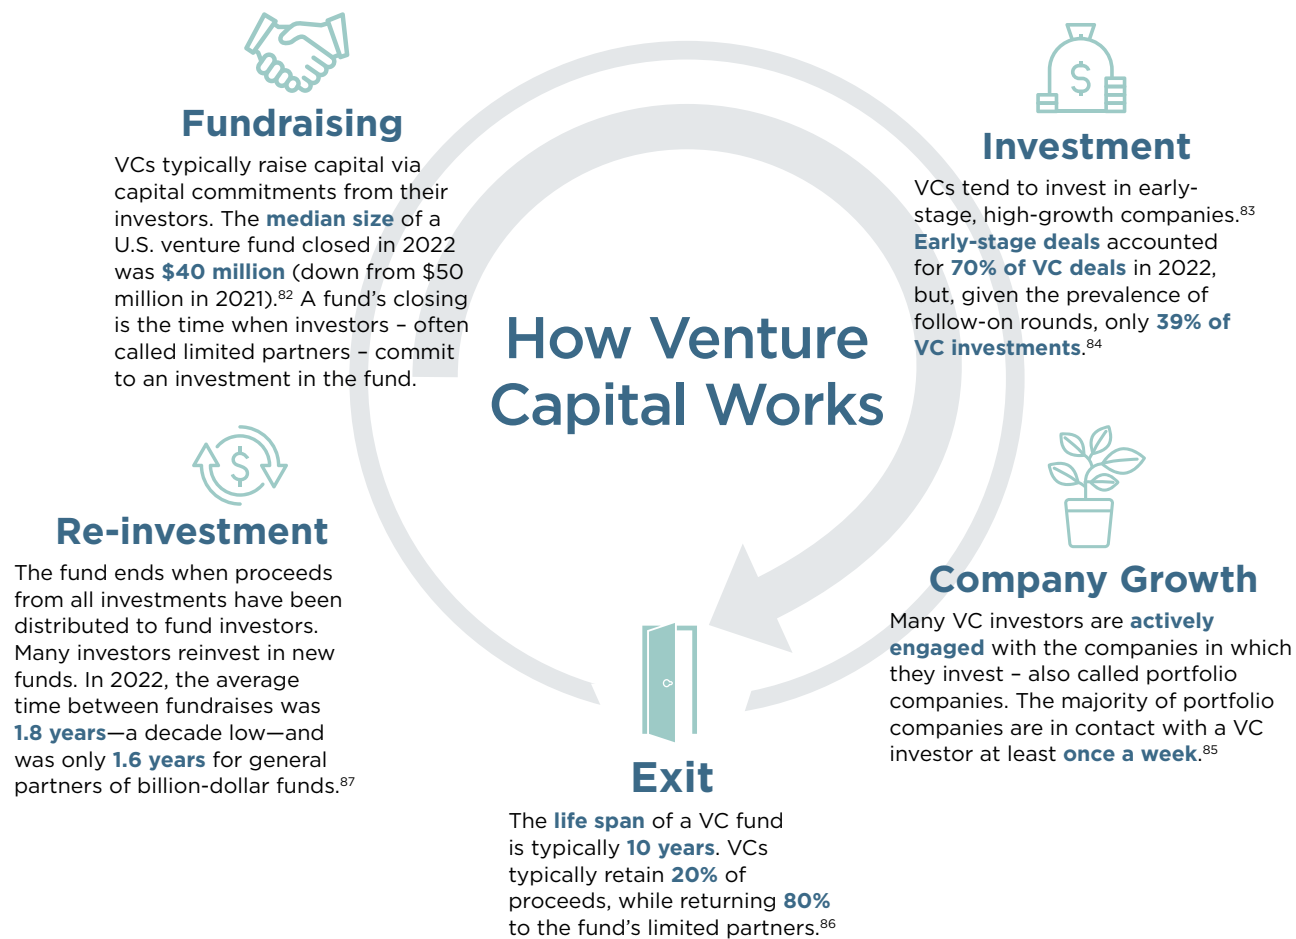 How Venture
Capital Works
Fundraising
VCs typically raise capital via
capital commitments from their
investors. The median size of a
U.S. venture fund closed in 2022
was $40 million (down from $50
million in 2021).82 A fund's closing
is the time when investors – often
called limited partners – commit
to an investment in the fund.
$
Investment
VCs tend to invest in early-
stage, high-growth companies.83
Early-stage deals accounted
for 70% of VC deals in 2022,
but, given the prevalence of
follow-on rounds, only 39% of
VC investments.84
Company Growth
Many VC investors are actively
engaged with the companies in which
they invest – also called portfolio
companies. The majority of portfolio
companies are in contact with a VC
investor at least once a week.85
Exit
The life span of a VC fund
is typically 10 years. VCs
typically retain 20% of
proceeds, while returning 80%
to the fund's limited partners.86
$
Re-investment
The fund ends when proceeds
from all investments have been
distributed to fund investors.
Many investors reinvest in new
funds. In 2022, the average
time between fundraises was
1.8 years—a decade low—and
was only 1.6 years for general
partners of billion-dollar funds.87